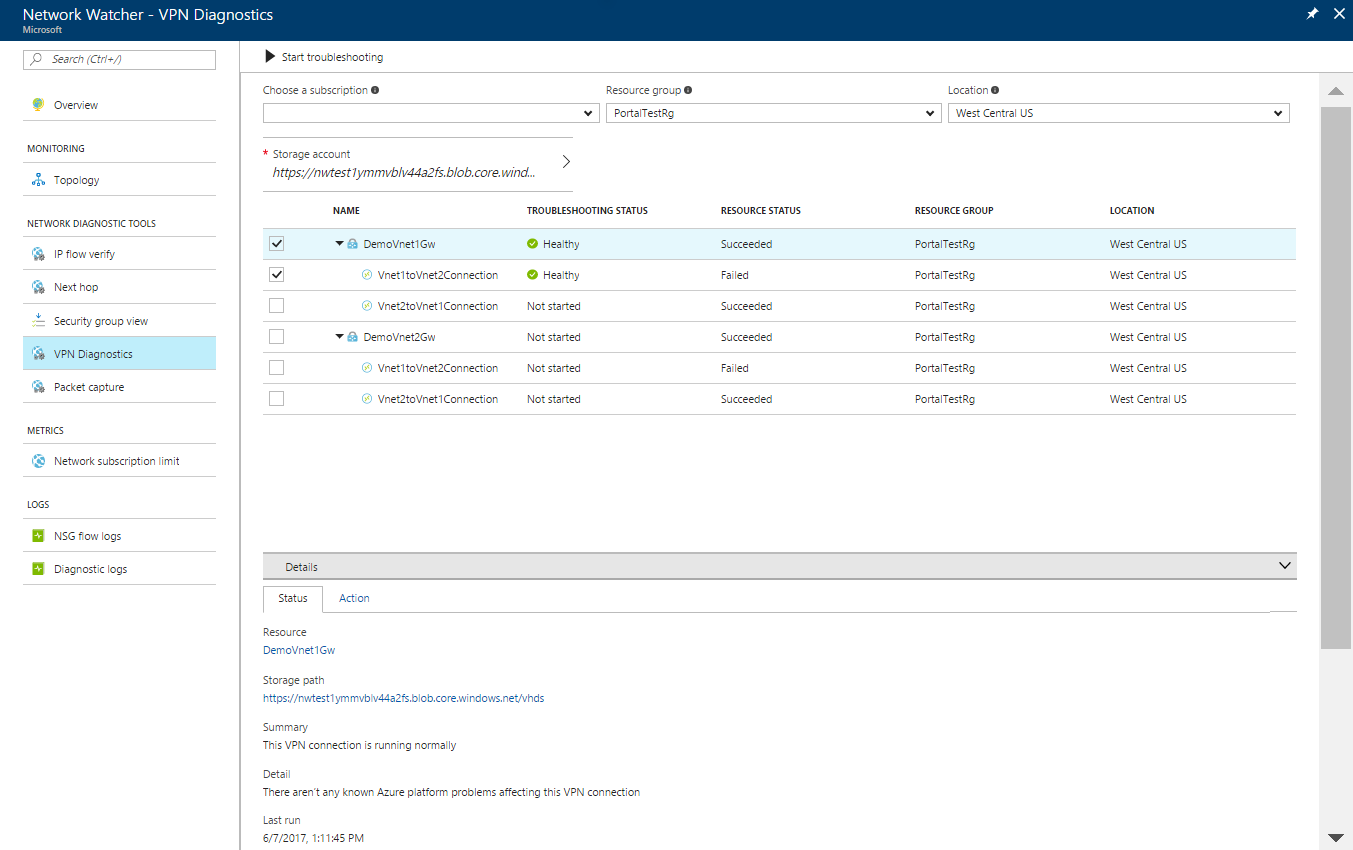 Network Watcher - VPN Diagnostics
Microsoft
Search (Ctrl+/)
Overview
MONITORING
Topology
NETWORK DIAGNOSTIC TOOLS
IP flow verify
Next hop
Security group view
VPN Diagnostics
Packet capture
METRICS
Network subscription limit
LOGS
NSG flow logs
Diagnostic logs
Start troubleshooting
Choose a subscription Resource group Location
PortalTestRg West Central US
* Storage account
https://nwtest1ymmvblv44a2fs.blob.core.wind...
NAME TROUBLESHOOTING STATUS RESOURCE STATUS RESOURCE GROUP LOCATION
DemoVnet1Gw Healthy Succeeded PortalTestRg West Central US
Vnet1toVnet2Connection Healthy Failed PortalTestRg West Central US
Vnet2toVnet1Connection Not started Succeeded PortalTestRg West Central US
DemoVnet2Gw Not started Succeeded PortalTestRg West Central US
Vnet1toVnet2Connection Not started Failed PortalTestRg West Central US
Vnet2toVnet1Connection Not started Succeeded PortalTestRg West Central US
Details
Status Action
Resource
DemoVnet1Gw
Storage path
https://nwtest1ymmvblv44a2fs.blob.core.windows.net/vhds
Summary
This VPN connection is running normally
Detail
There aren't any known Azure platform problems affecting this VPN connection
Last run
6/7/2017, 1:11:45 PM